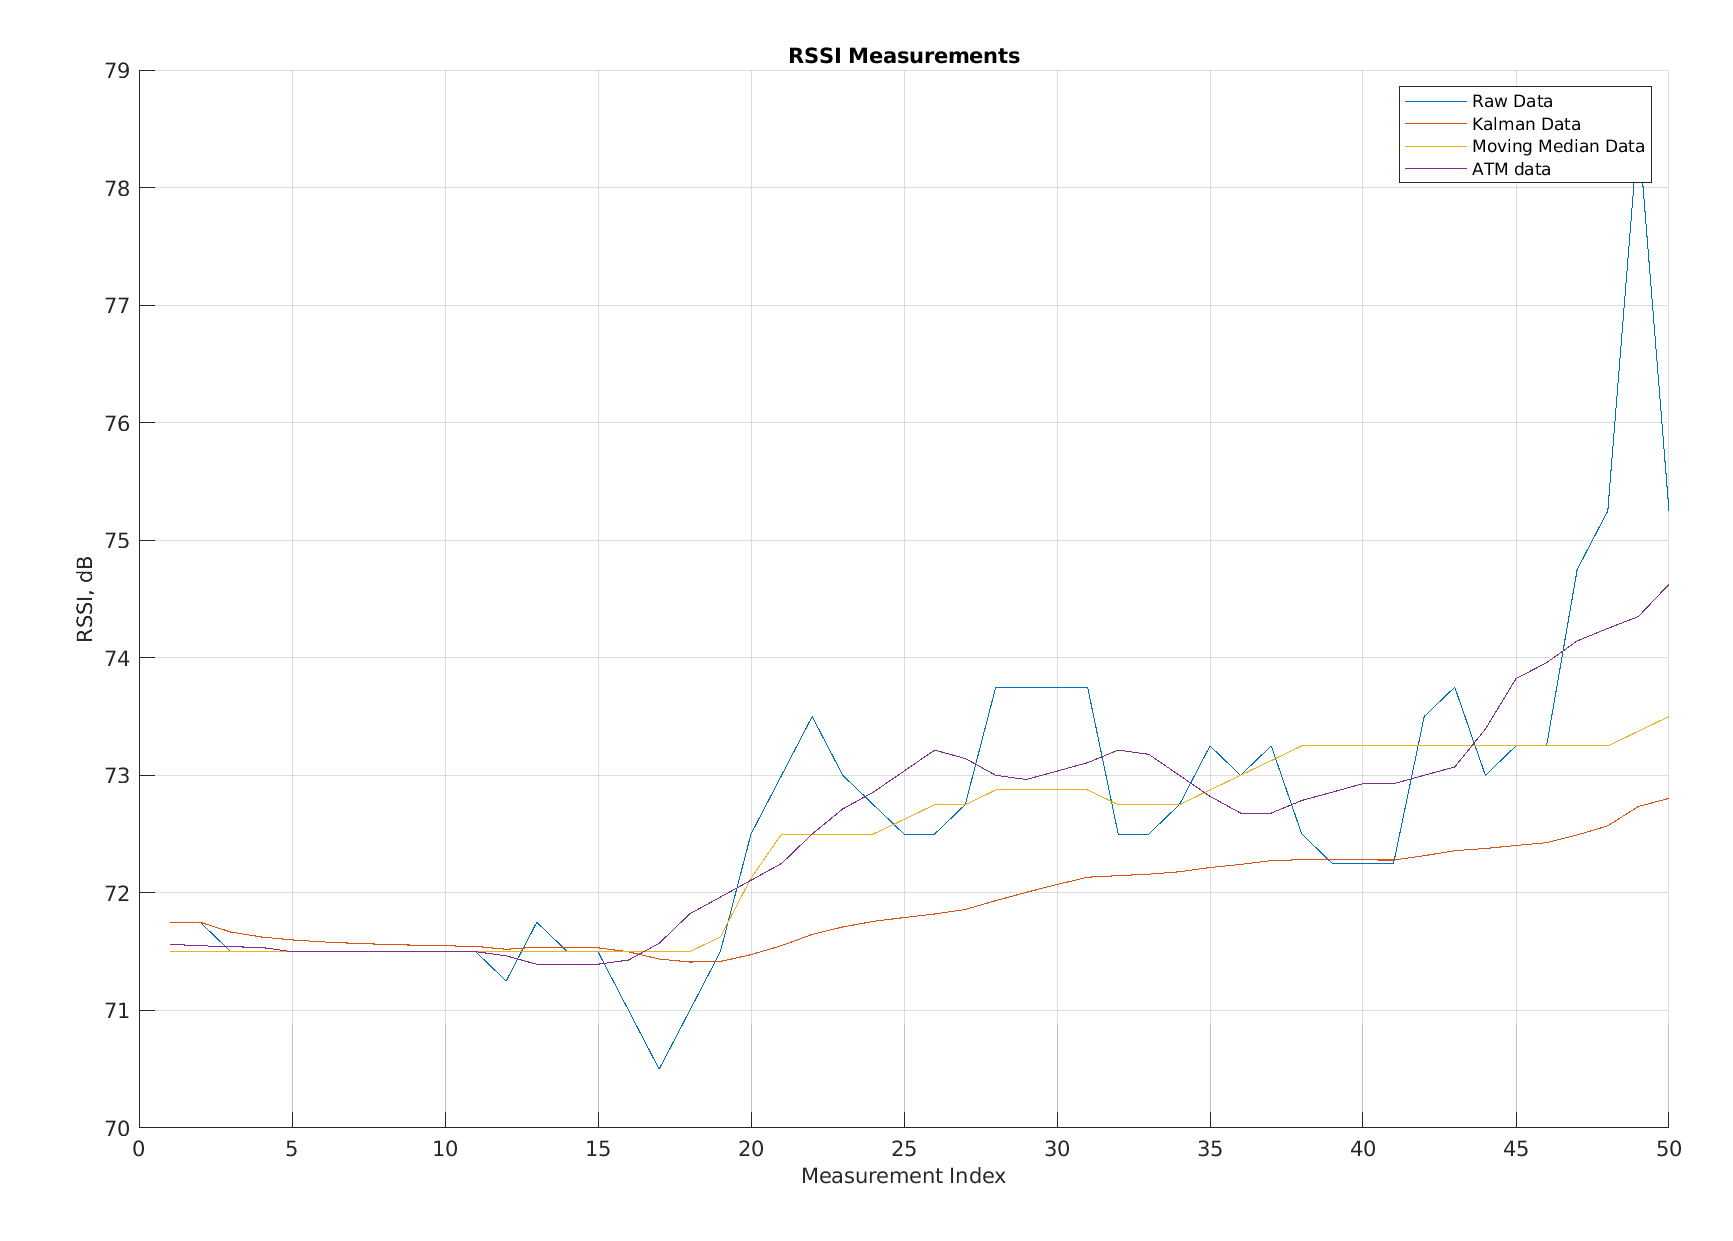 RSSI Measurements
79
78
77
76
75
74
73
72
71
70
RSSI, dB
Raw Data
Kalman Data
Moving Median Data
ATM data
0 5 10 15 20 25 30 35 40 45 50
Measurement Index